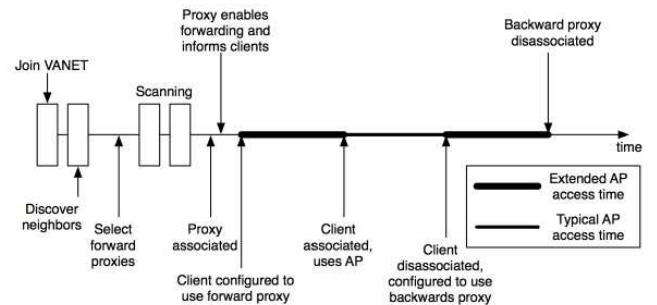 Proxy enables
forwarding and
informs clients
Backward proxy
disassociated
Join VANET
Scanning
time
Discover
neighbors
Select
forward
proxies
Proxy
associated
Client configured to
use forward proxy
Client
associated,
uses AP
Client
disassociated,
configured to use
backwards proxy
Extended AP
access time
Typical AP
access time